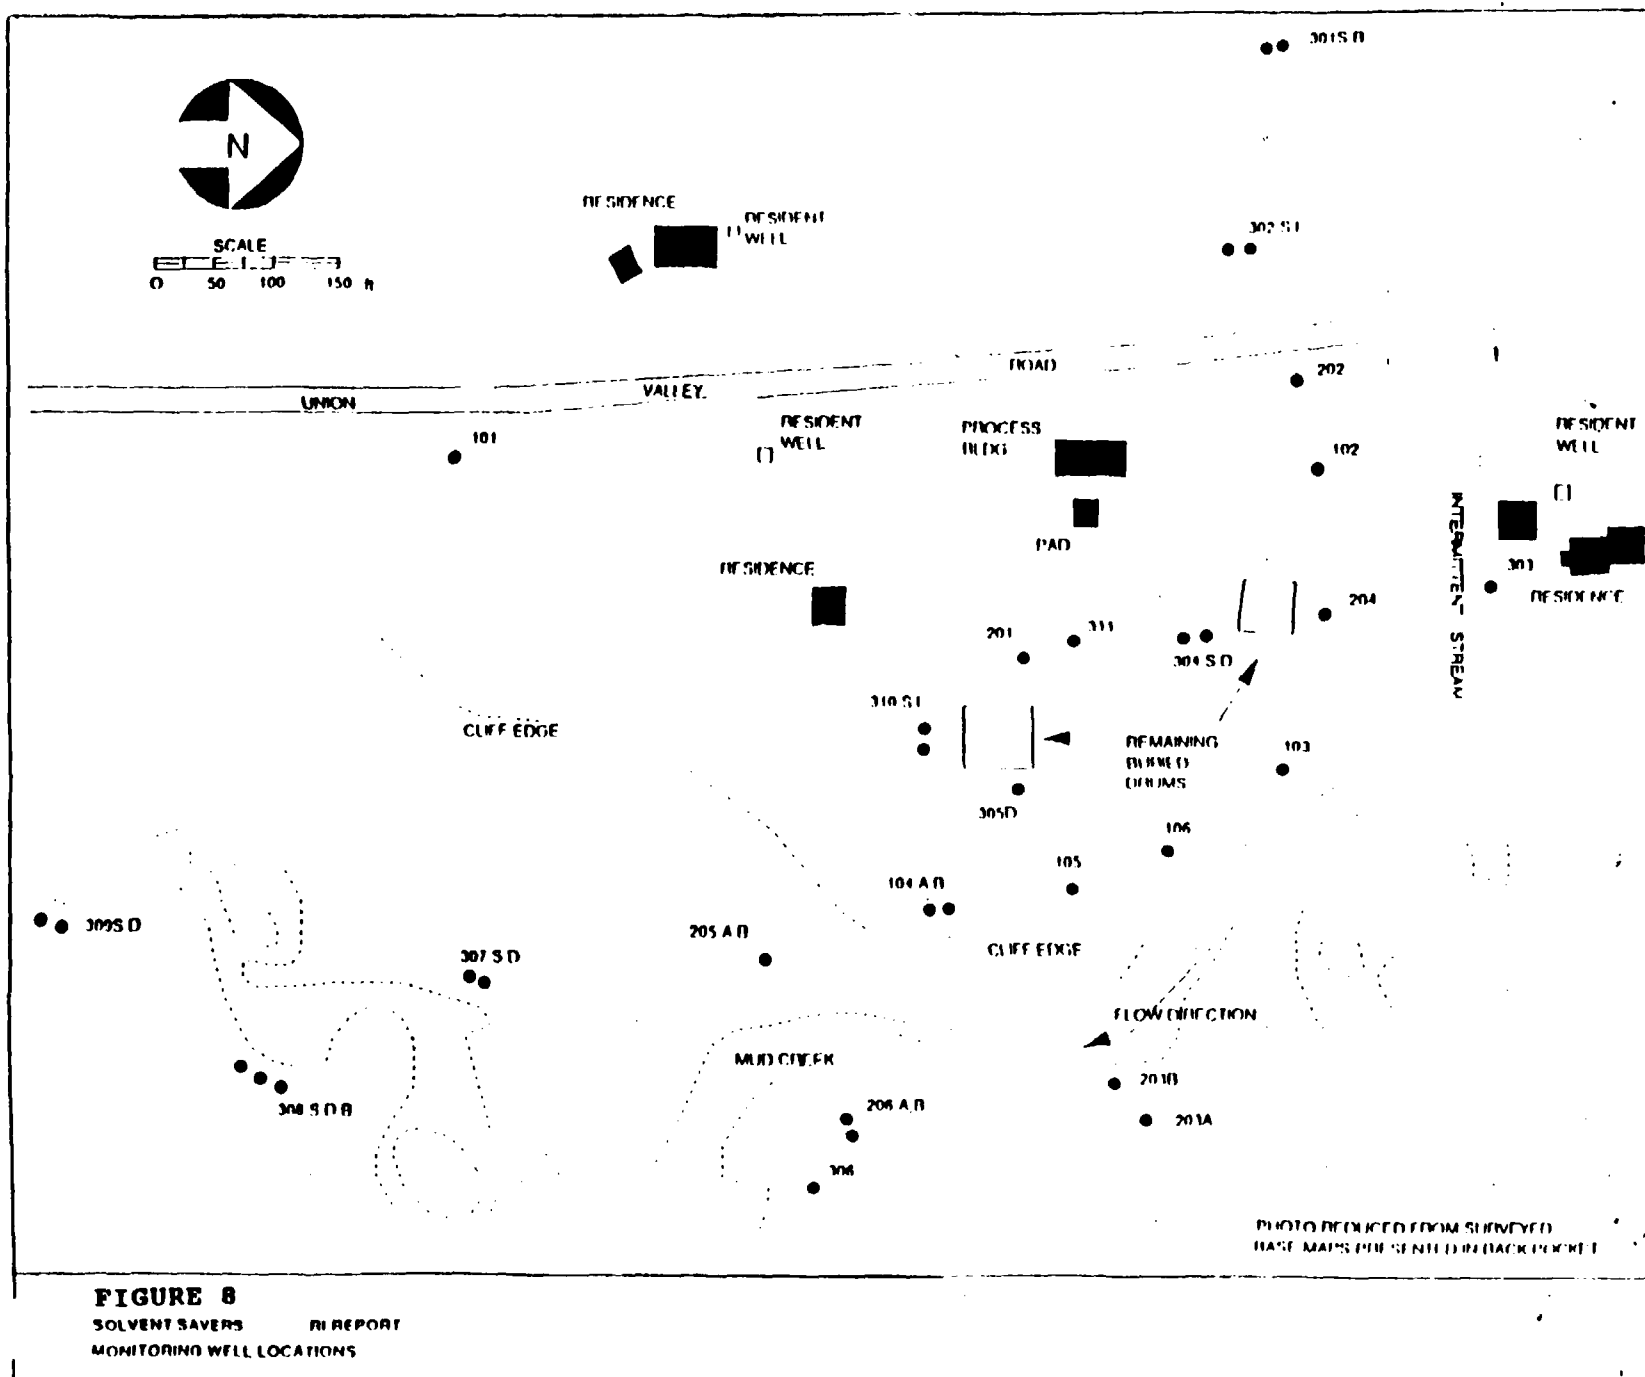 301 S B
N
RESIDENCE
RESIDENT
WELL
302 S I
SCALE
0 50 100 150 ft
ROAD
VALLEY
UNION
202
101
RESIDENT
WELL
PROCESS
BLDG
102
RESIDENT
WELL
INTERMITTENT STREAM
PAD
RESIDENCE
303
RESIDENCE
204
201
311
304 S D
310 S I
CLIFF EDGE
REMAINING
BURIED
DRUMS
103
305D
106
105
104 A B
309S D
205 A B
307 S D
CLIFF EDGE
FLOW DIRECTION
MUD CREEK
203B
308 S D B
206 A B
203A
306
PHOTO REDUCED FROM SURVEYED
BASE MAPS PRESENTED IN BACK POCKET
FIGURE 8
SOLVENT SAVERS RI REPORT
MONITORING WELL LOCATIONS